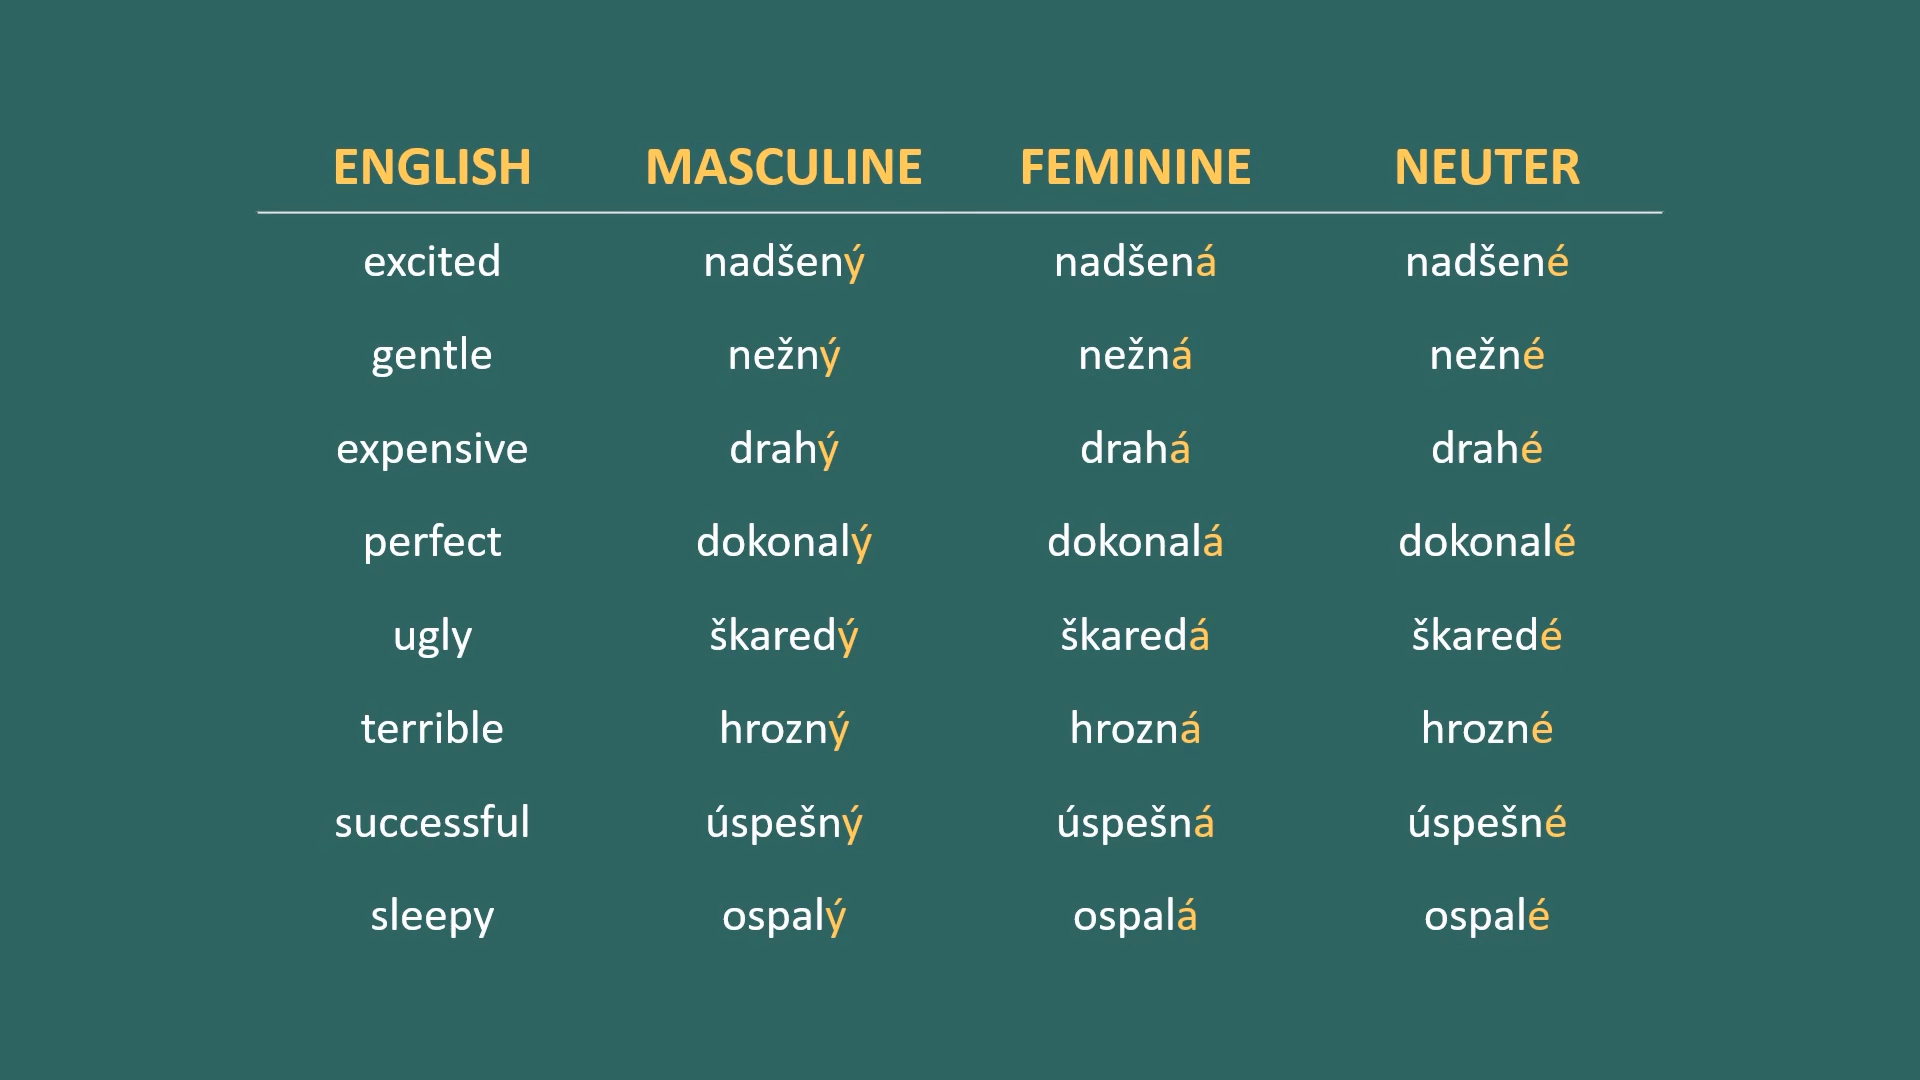 ENGLISH MASCULINE FEMININE NEUTER
excited nadšený nadšená nadšené
gentle nežný nežná nežné
expensive drahý drahá drahé
perfect dokonalý dokonalá dokonalé
ugly škaredý škaredá škaredé
terrible hrozný hrozná hrozné
successful úspešný úspešná úspešné
sleepy ospalý ospalá ospalé